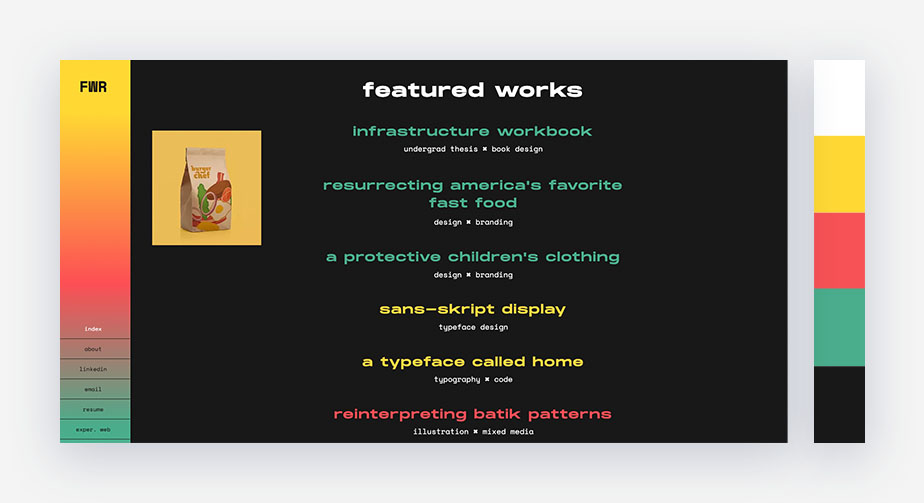 FWR
index
about
linkedin
email
resume
exper. web
burger
chef
featured works
infrastructure workbook
undergrad thesis ✖ book design
resurrecting america's favorite
fast food
design ✖ branding
a protective children's clothing
design ✖ branding
sans-skript display
typeface design
a typeface called home
typography ✖ code
reinterpreting batik patterns
illustration ✖ mixed media